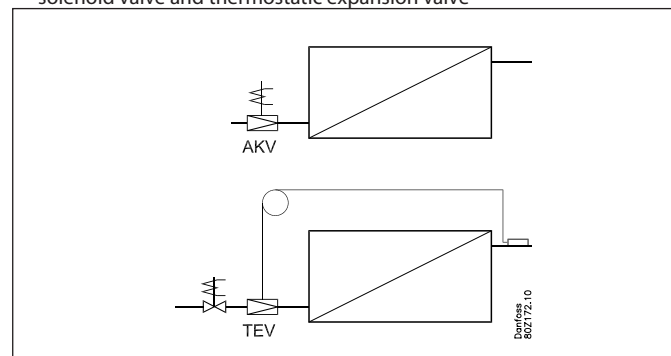 solenoid valve and thermostatic expansion valve
AKV
TEV
Danfoss
80Z172.10